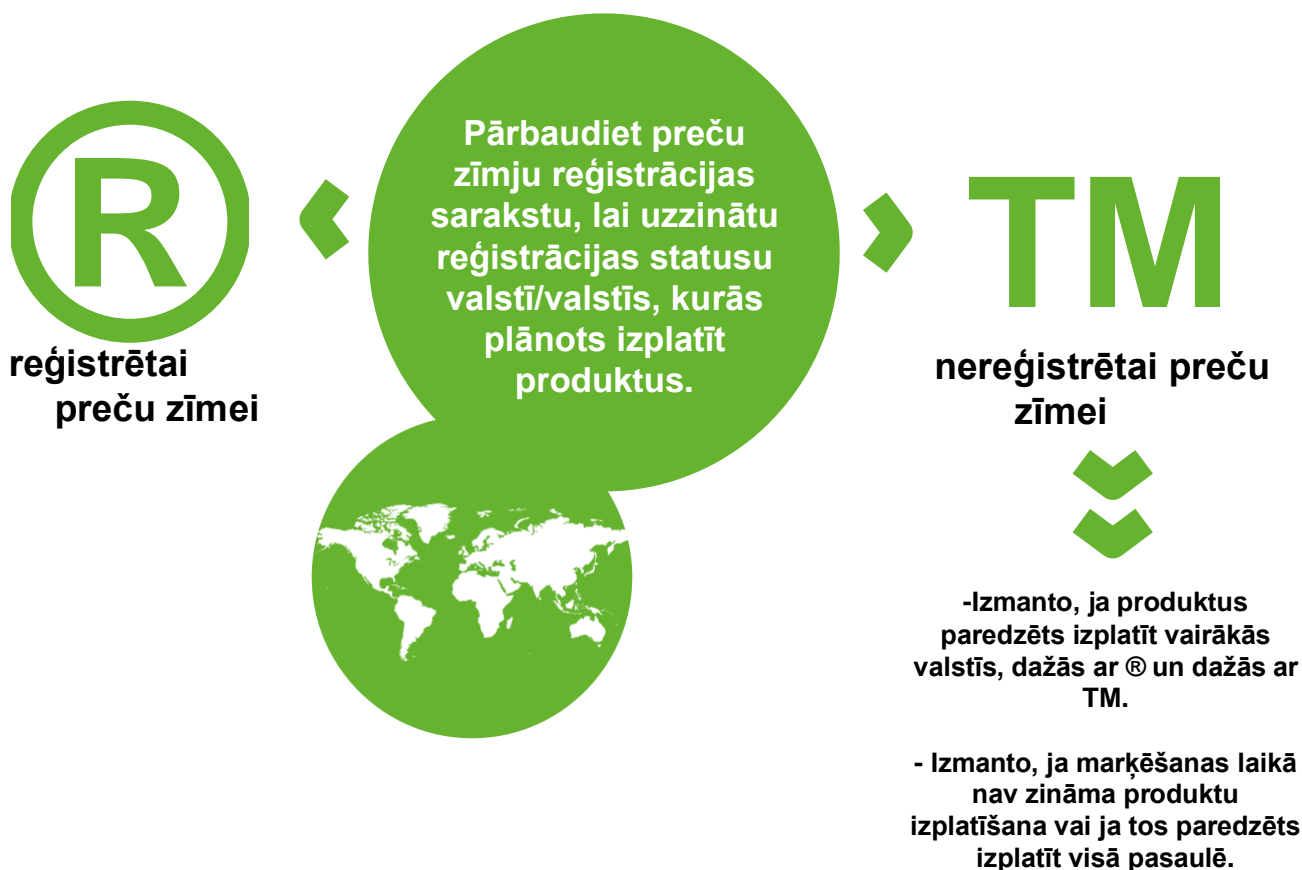 ®
reģistrētai
preču zīmei
Pārbaudiet preču
zīmju reģistrācijas
sarakstu, lai uzzinātu
reģistrācijas statusu
valstī/valstīs, kurās
plānots izplatīt
produktus.
TM
nereģistrētai preču
zīmei
-Izmanto, ja produktus
paredzēts izplatīt vairākās
valstīs, dažās ar ® un dažās ar
TM.
- Izmanto, ja marķēšanas laikā
nav zināma produktu
izplatīšana vai ja tos paredzēts
izplatīt visā pasaulē.